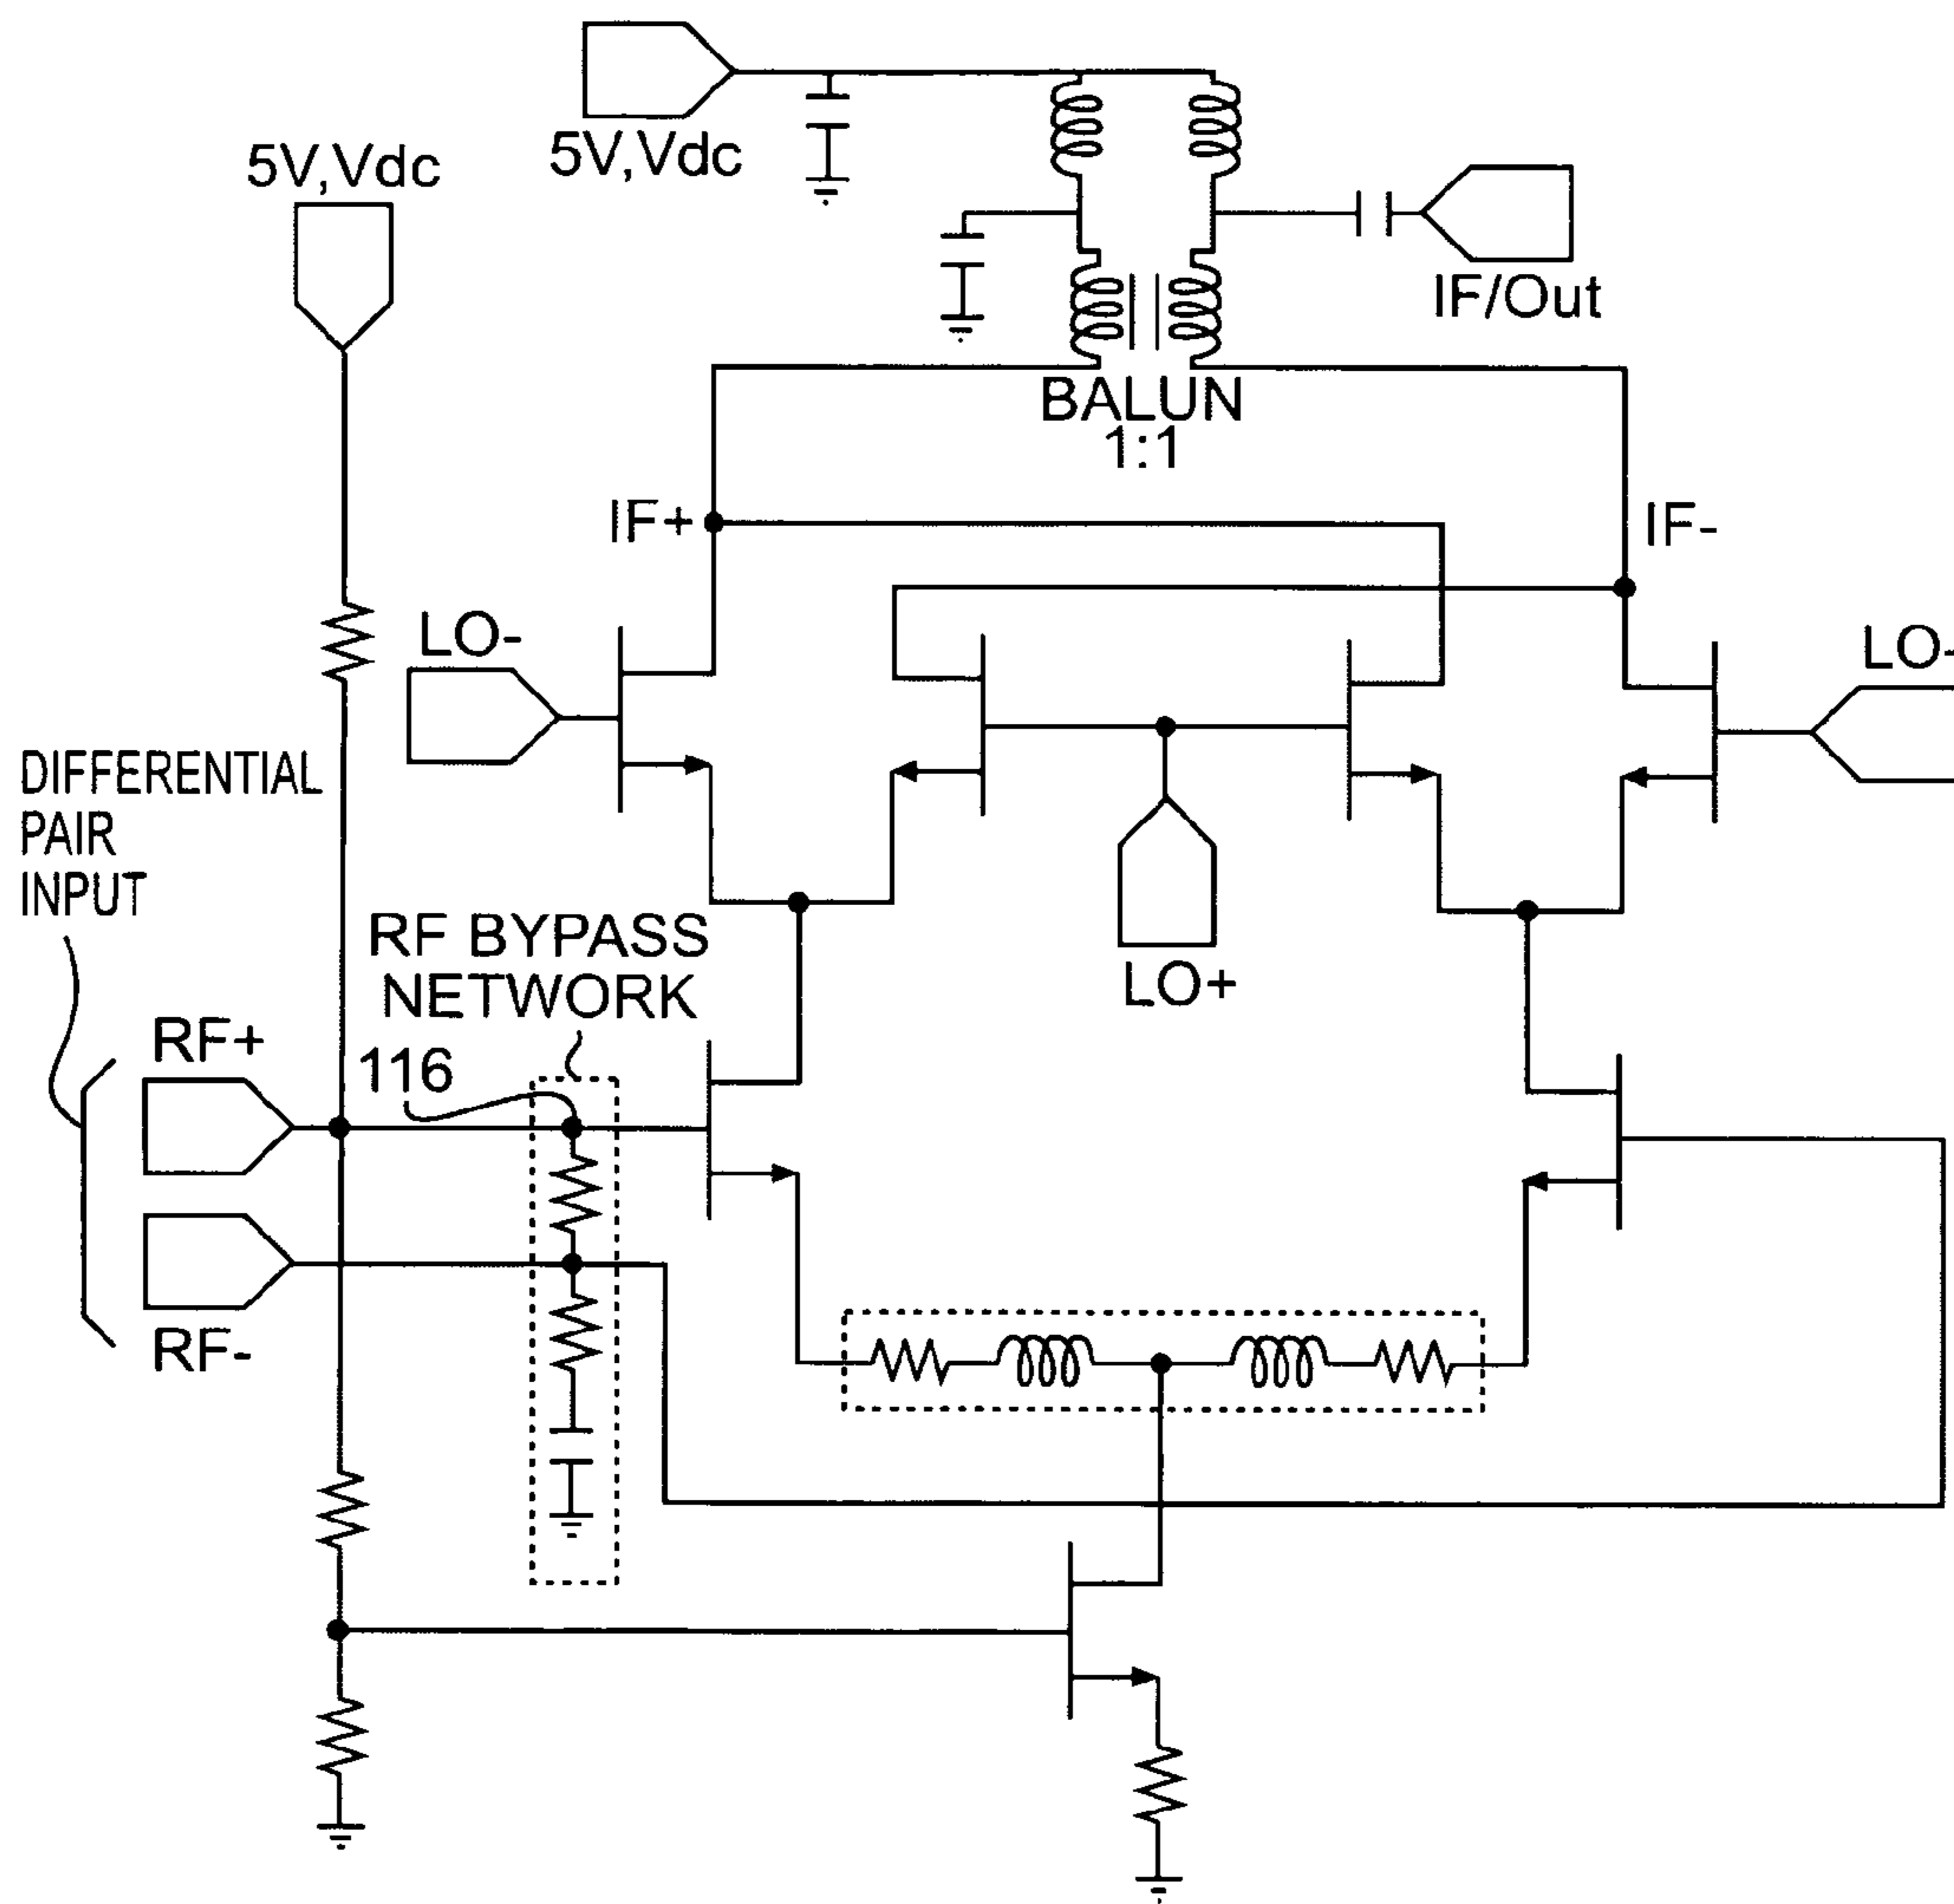 5V,Vdc
5V,Vdc
IF/Out
BALUN
1:1
IF+
IF-
LO-
LO-
DIFFERENTIAL
PAIR
INPUT
RF BYPASS
NETWORK
LO+
RF+
116
RF-